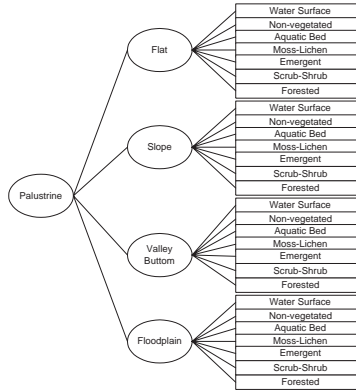 Palustrine
Flat
Water Surface
Non-vegetated
Aquatic Bed
Moss-Lichen
Emergent
Scrub-Shrub
Forested
Slope
Water Surface
Non-vegetated
Aquatic Bed
Moss-Lichen
Emergent
Scrub-Shrub
Forested
Valley
Buttom
Water Surface
Non-vegetated
Aquatic Bed
Moss-Lichen
Emergent
Scrub-Shrub
Forested
Floodplain
Water Surface
Non-vegetated
Aquatic Bed
Moss-Lichen
Emergent
Scrub-Shrub
Forested